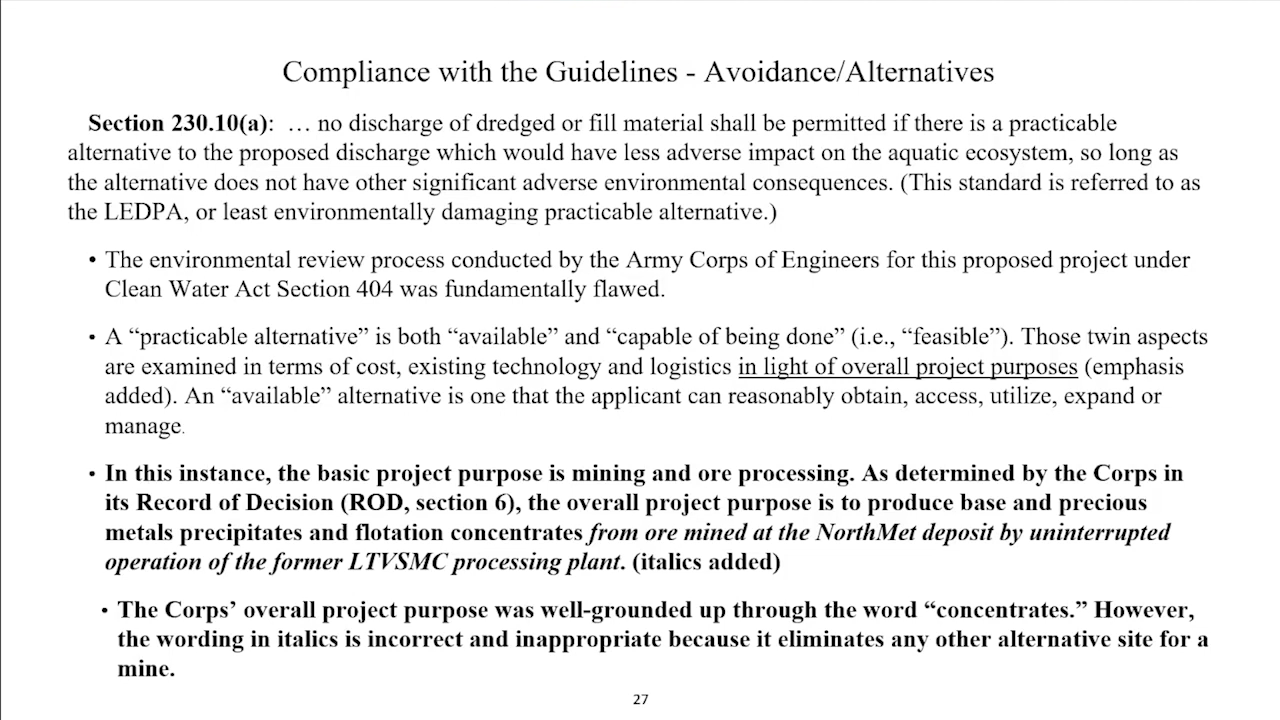 Compliance with the Guidelines - Avoidance/Alternatives
Section 230.10(a): … no discharge of dredged or fill material shall be permitted if there is a practicable
alternative to the proposed discharge which would have less adverse impact on the aquatic ecosystem, so long as
the alternative does not have other significant adverse environmental consequences. (This standard is referred to as
the LEDPA, or least environmentally damaging practicable alternative.)
• The environmental review process conducted by the Army Corps of Engineers for this proposed project under
Clean Water Act Section 404 was fundamentally flawed.
• A “practicable alternative” is both “available” and “capable of being done” (i.e., “feasible”). Those twin aspects
are examined in terms of cost, existing technology and logistics in light of overall project purposes (emphasis
added). An “available” alternative is one that the applicant can reasonably obtain, access, utilize, expand or
manage.
• In this instance, the basic project purpose is mining and ore processing. As determined by the Corps in
its Record of Decision (ROD, section 6), the overall project purpose is to produce base and precious
metals precipitates and flotation concentrates from ore mined at the NorthMet deposit by uninterrupted
operation of the former LTVSMC processing plant. (italics added)
• The Corps’ overall project purpose was well-grounded up through the word “concentrates.” However,
the wording in italics is incorrect and inappropriate because it eliminates any other alternative site for a
mine.
27